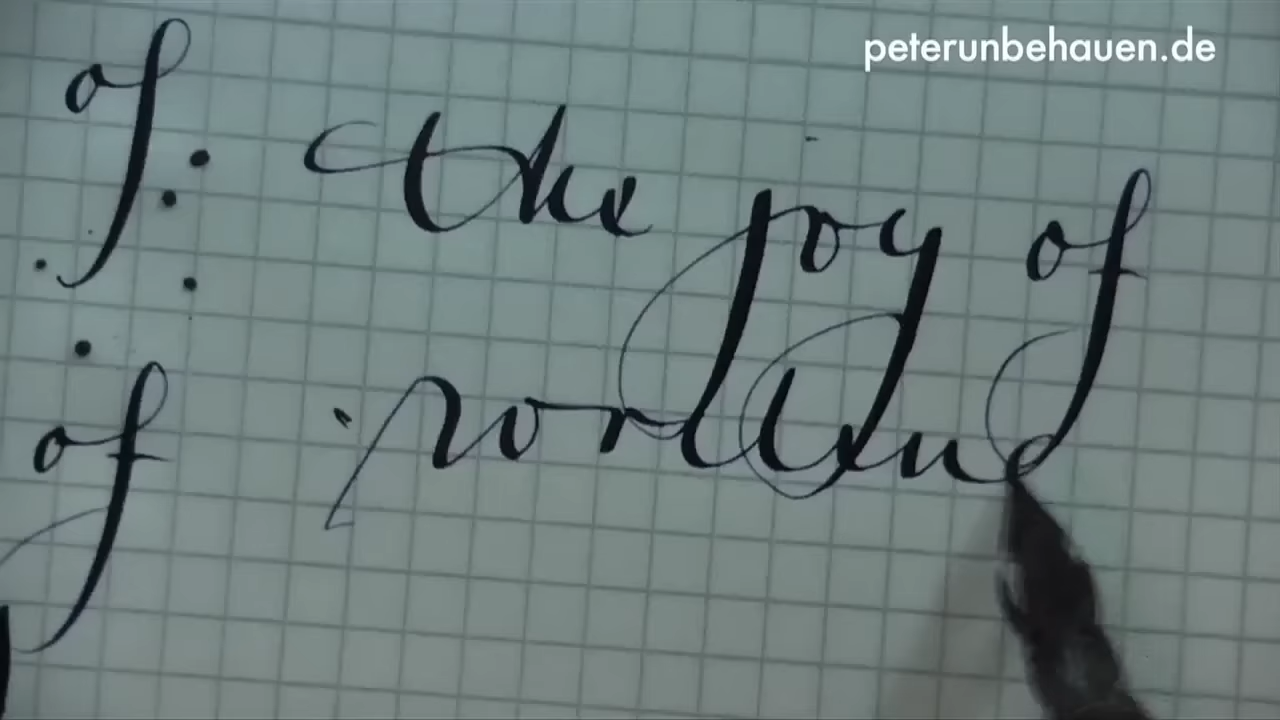 peterunbehauen.de
of the joy of
of